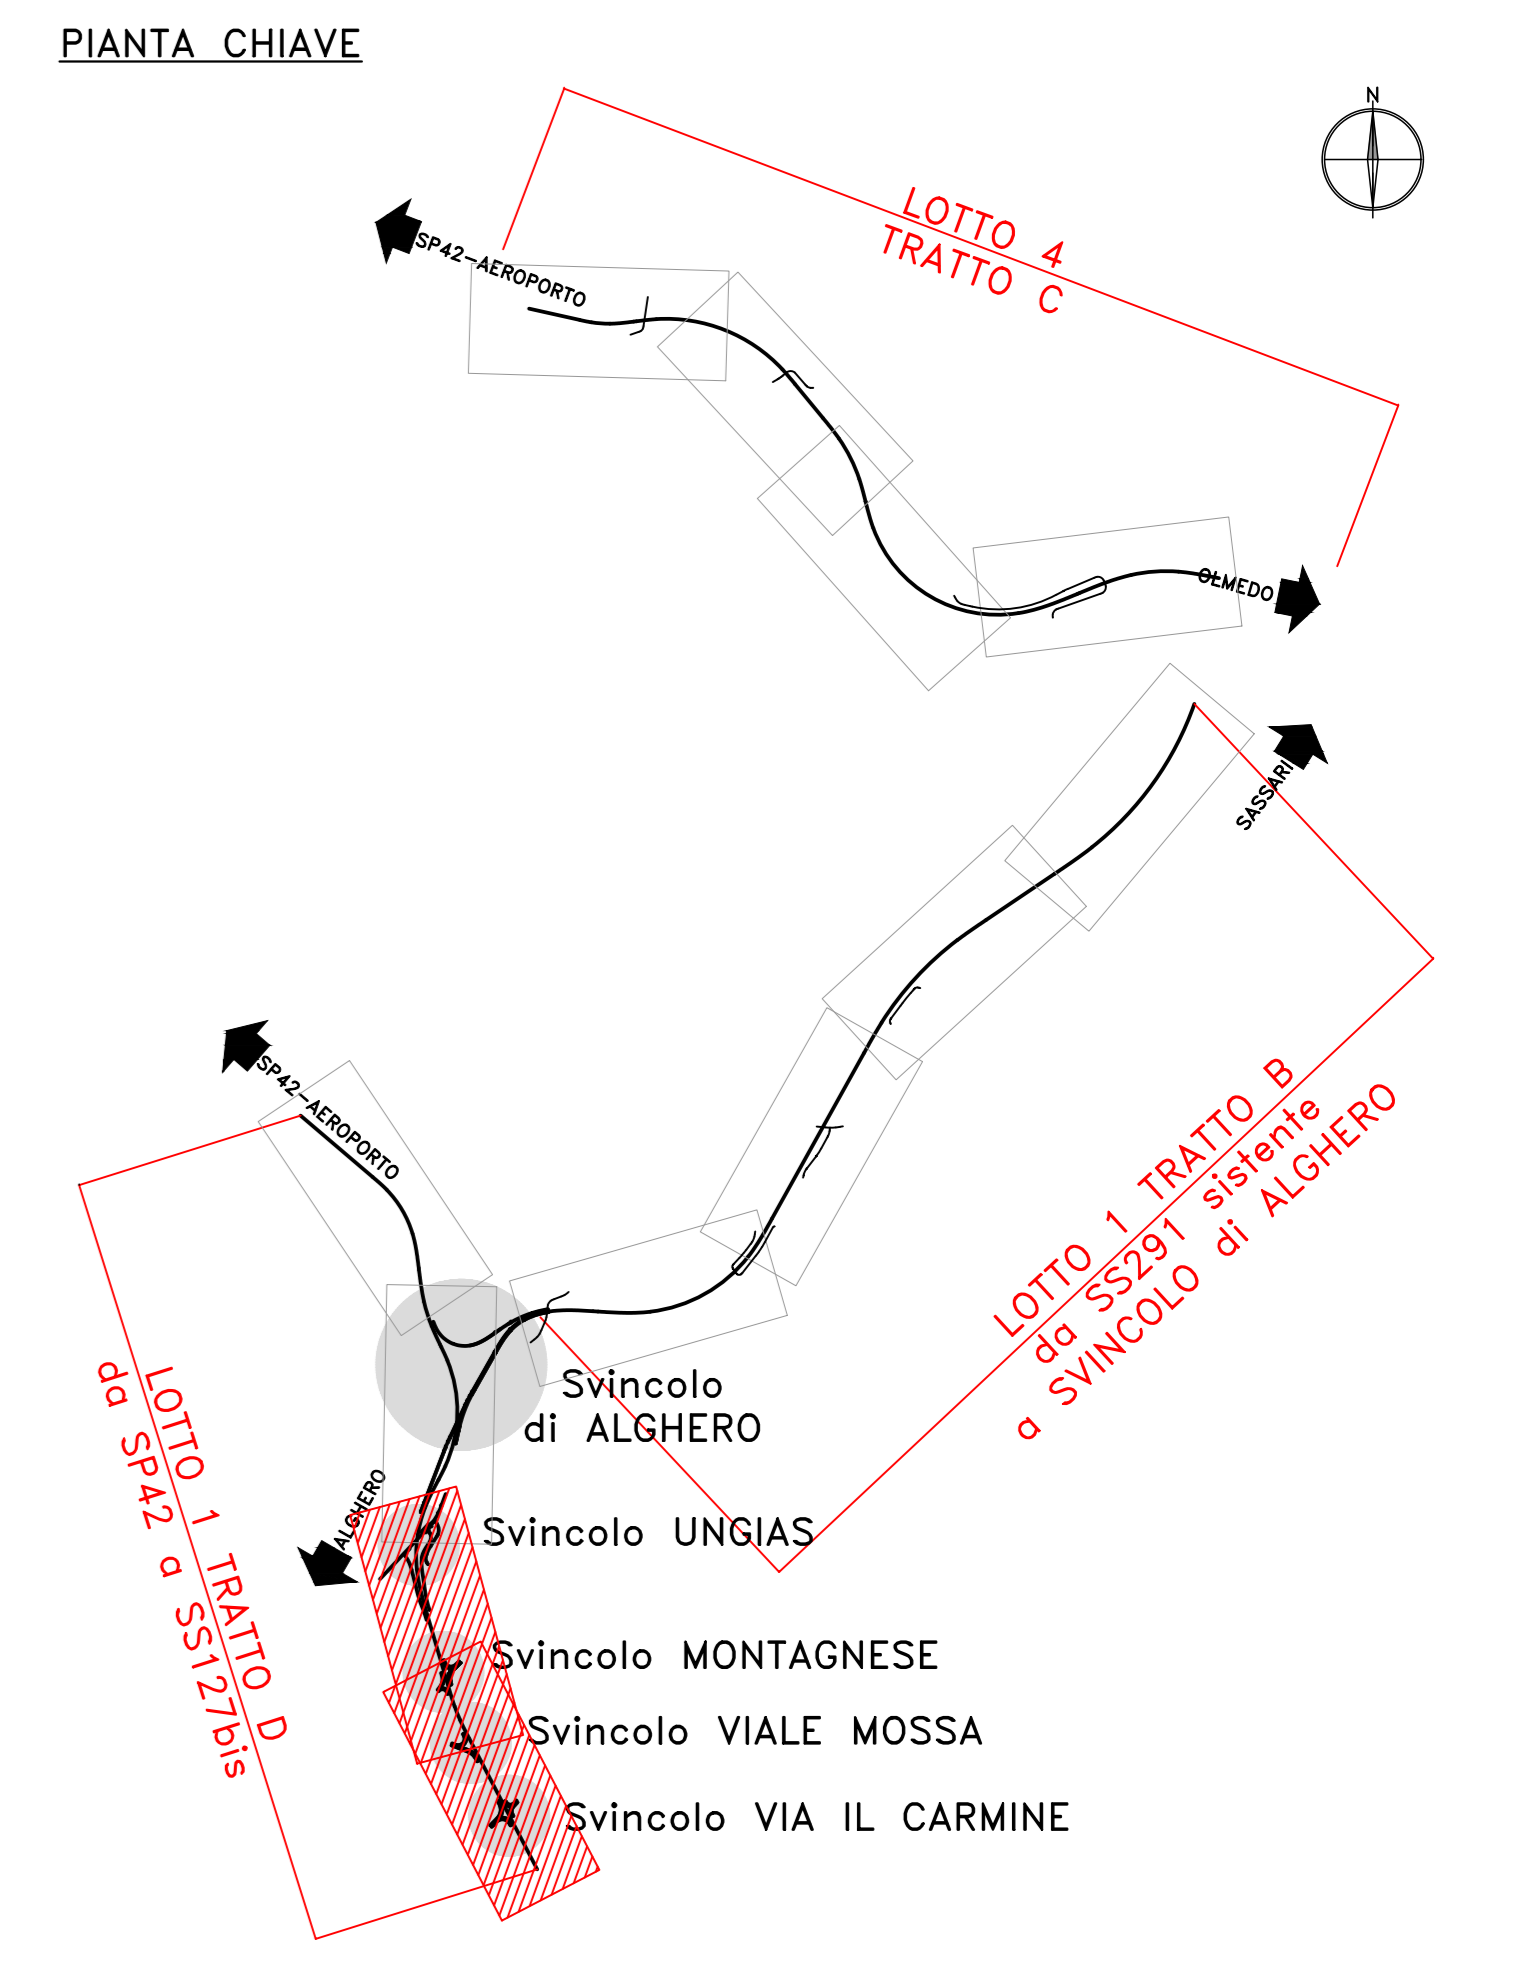 PIANTA CHIAVE
N
LOTTO 4
TRATTO C
SP42-AEROPORTO
OLMEDO
SASSARI
SP42-AEROPORTO
LOTTO 1 TRATTO B
da SS291 sistente
a SVINCOLO di ALGHERO
Svincolo
di ALGHERO
LOTTO 1 TRATTO D
da SP42 a SS127bis
ALGHERO
Svincolo UNGIAS
Svincolo MONTAGNESE
Svincolo VIALE MOSSA
Svincolo VIA IL CARMINE